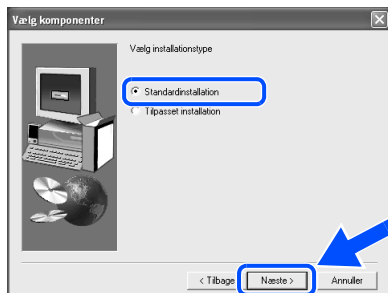 Vælg komponenter
Vælg installationstype
Standardinstallation
Tilpasset installation
< Tilbage
Næste >
Annuller